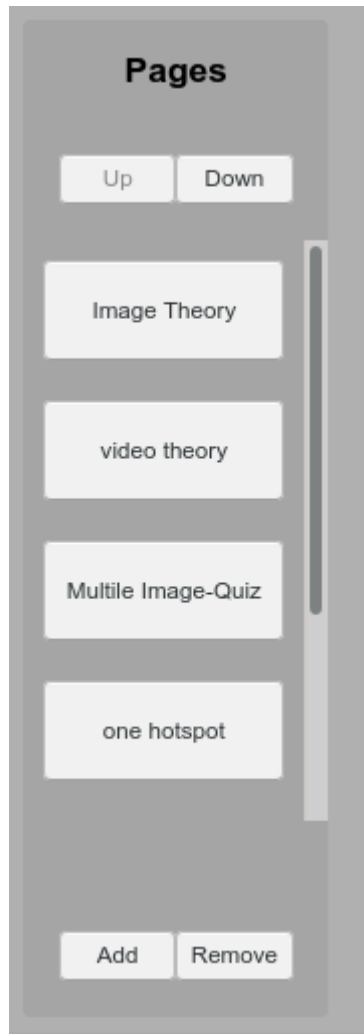 Pages
Up Down
Image Theory
video theory
Multile Image-Quiz
one hotspot
Add Remove